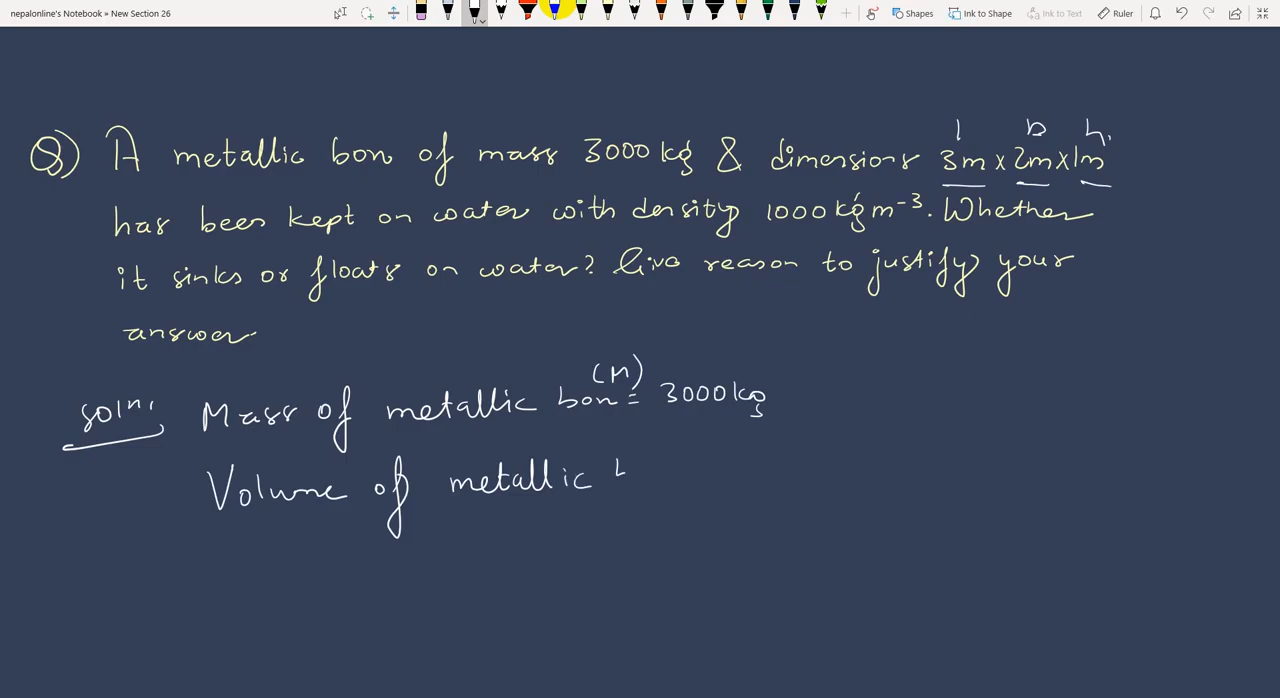 nepalonline's Notebook » New Section 26
Shapes Ink to Shape Ink to Text Ruler
l b h
Q) A metallic box of mass 3000 kg & dimensions 3m x 2m x 1m
has been kept on water with density 1000 kg m⁻³. Whether
it sinks or floats on water? Give reason to justify your
answer.
soln. Mass of metallic box (M) = 3000 kg
Volume of metallic